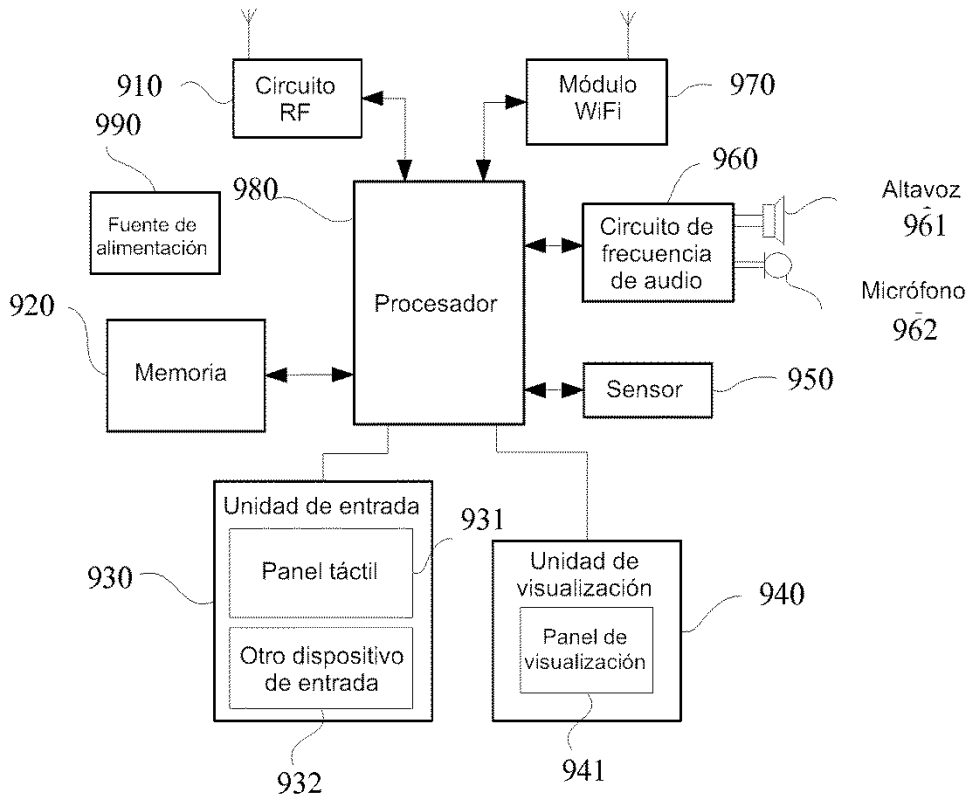 910
Circuito
RF
Módulo
WiFi
970
990
Fuente de
alimentación
980
Procesador
960
Circuito de
frecuencia
de audio
Altavoz
961
Micrófono
962
920
Memoria
Sensor
950
Unidad de entrada
931
Panel táctil
930
Otro dispositivo
de entrada
932
Unidad de
visualización
940
Panel de
visualización
941